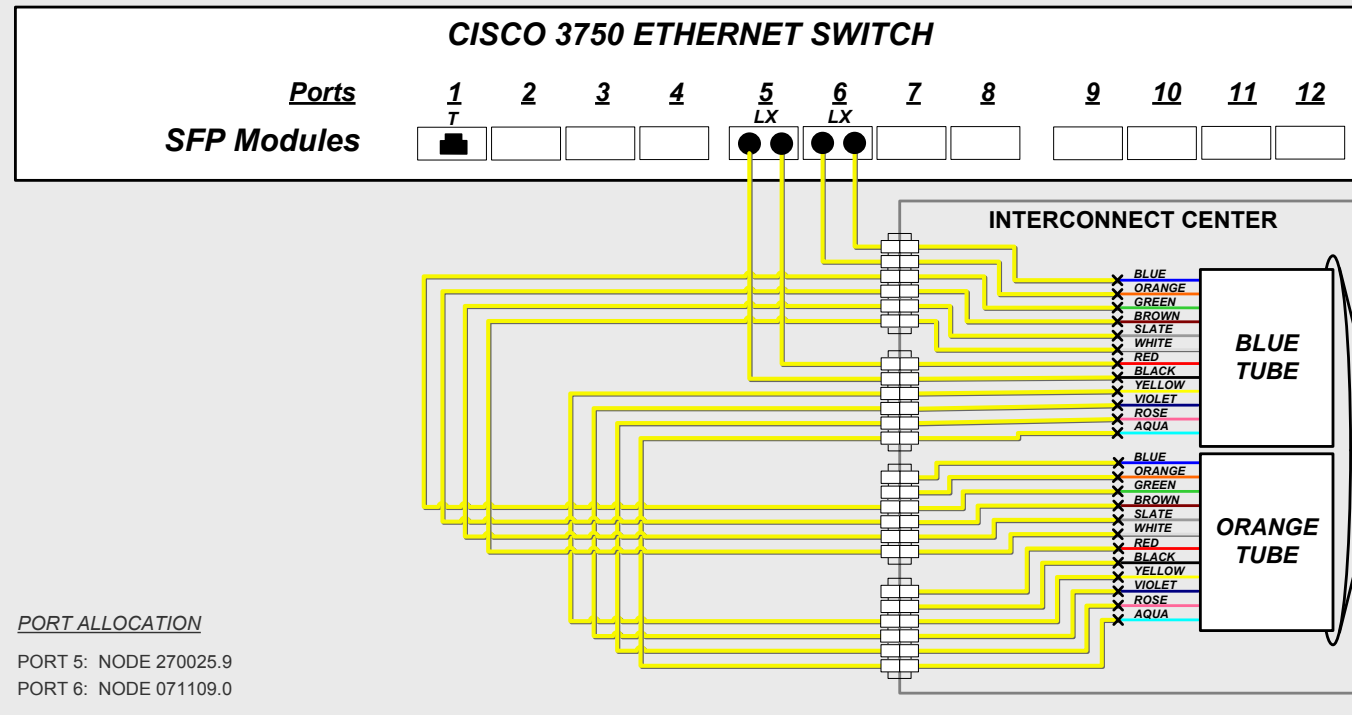 CISCO 3750 ETHERNET SWITCH
Ports 1 2 3 4 5 6 7 8 9 10 11 12
T LX LX
SFP Modules
INTERCONNECT CENTER
BLUE
ORANGE
GREEN
BROWN
SLATE
WHITE
RED
BLACK
YELLOW
VIOLET
ROSE
AQUA
BLUE
TUBE
BLUE
ORANGE
GREEN
BROWN
SLATE
WHITE
RED
BLACK
YELLOW
VIOLET
ROSE
AQUA
ORANGE
TUBE
PORT ALLOCATION
PORT 5: NODE 270025.9
PORT 6: NODE 071109.0